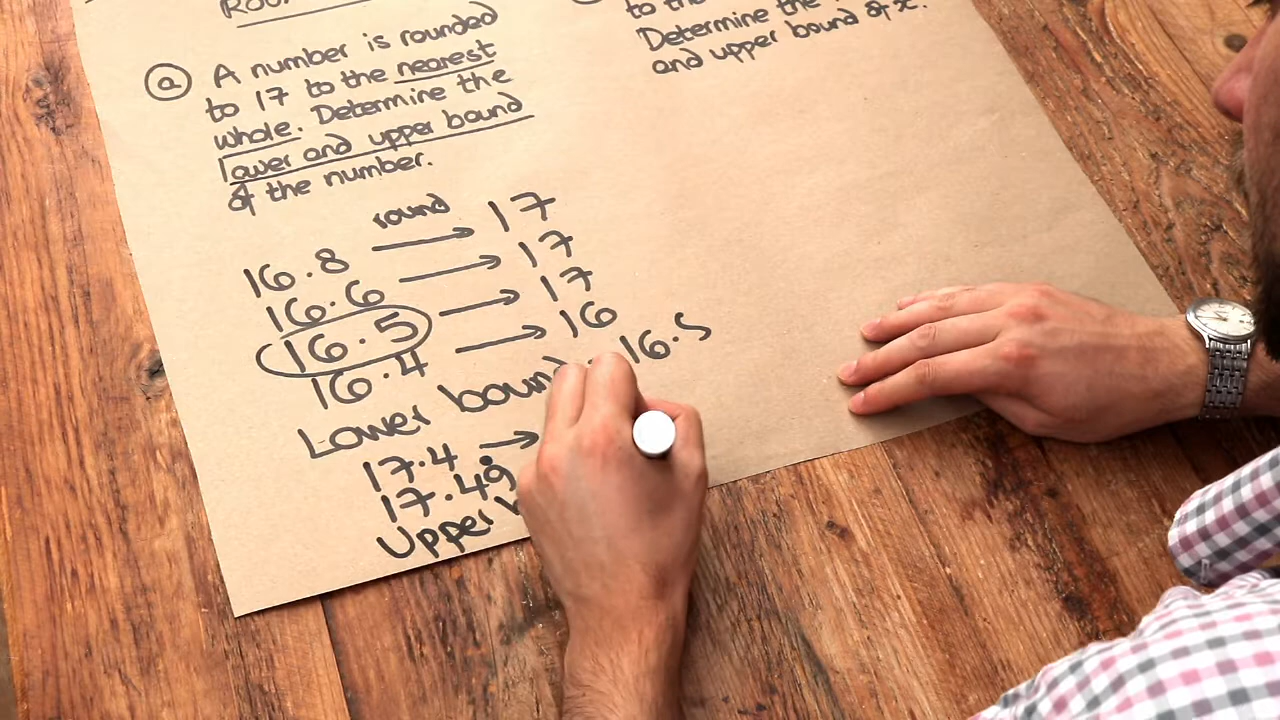 ⓐ A number is rounded
to 17 to the nearest
whole. Determine the
lower and upper bound
of the number.
round
16.8 → 17
16.6 → 17
16.5 → 17
16.4 → 16
Lower bound 16.5
17.4 →
17.49̇
Upper
to the
Determine the
and upper bound of x.